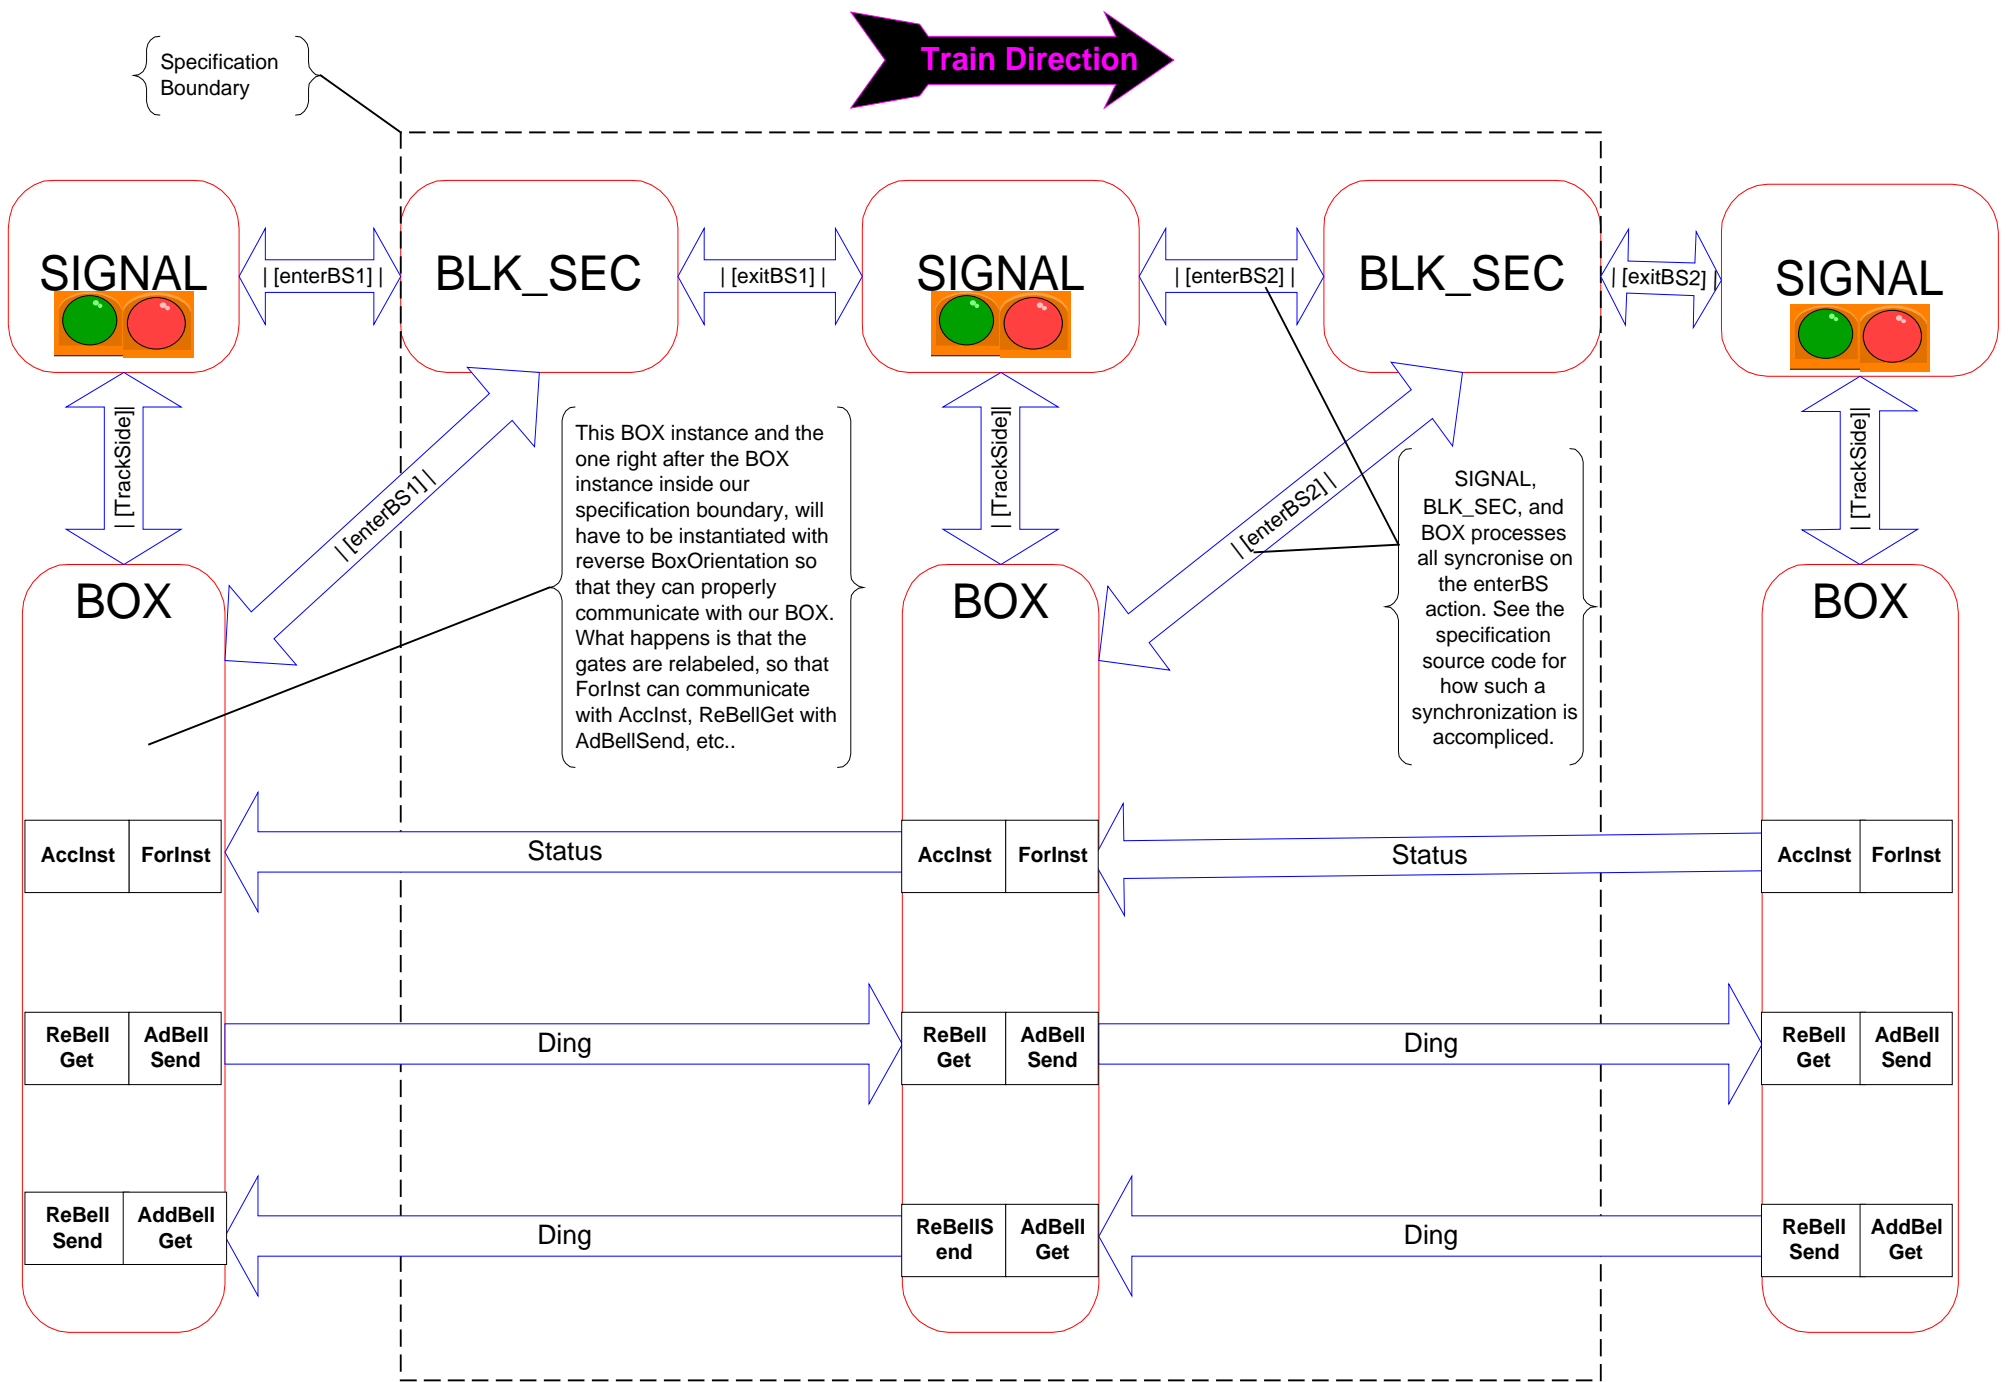 Specification
Boundary
Train Direction
SIGNAL
| [enterBS1] |
BLK_SEC
| [exitBS1] |
SIGNAL
| [enterBS2] |
BLK_SEC
| [exitBS2] |
SIGNAL
| [TrackSide]|
| [enterBS1] |
This BOX instance and the
one right after the BOX
instance inside our
specification boundary, will
have to be instantiated with
reverse BoxOrientation so
that they can properly
communicate with our BOX.
What happens is that the
gates are relabeled, so that
ForInst can communicate
with AccInst, ReBellGet with
AdBellSend, etc..
| [TrackSide]|
| [enterBS2] |
SIGNAL,
BLK_SEC, and
BOX processes
all syncronise on
the enterBS
action. See the
specification
source code for
how such a
synchronization is
accompliced.
| [TrackSide]|
BOX
BOX
BOX
AccInst
ForInst
Status
AccInst
ForInst
Status
AccInst
ForInst
ReBell
Get
AdBell
Send
Ding
ReBell
Get
AdBell
Send
Ding
ReBell
Get
AdBell
Send
ReBell
Send
AddBell
Get
Ding
ReBellS
end
AdBell
Get
Ding
ReBell
Send
AddBel
Get